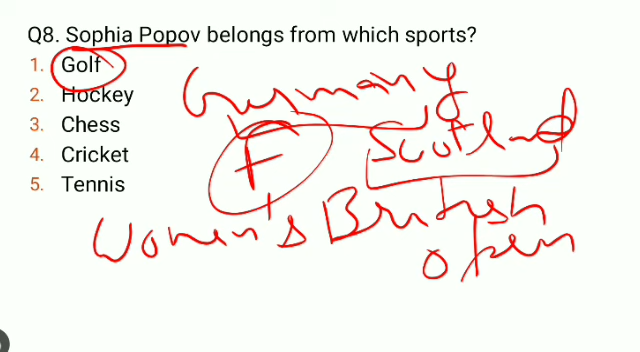 Q8. Sophia Popov belongs from which sports?
1. Golf
2. Hockey
3. Chess
4. Cricket
5. Tennis
Germany
F
Scotland
Women's British
open